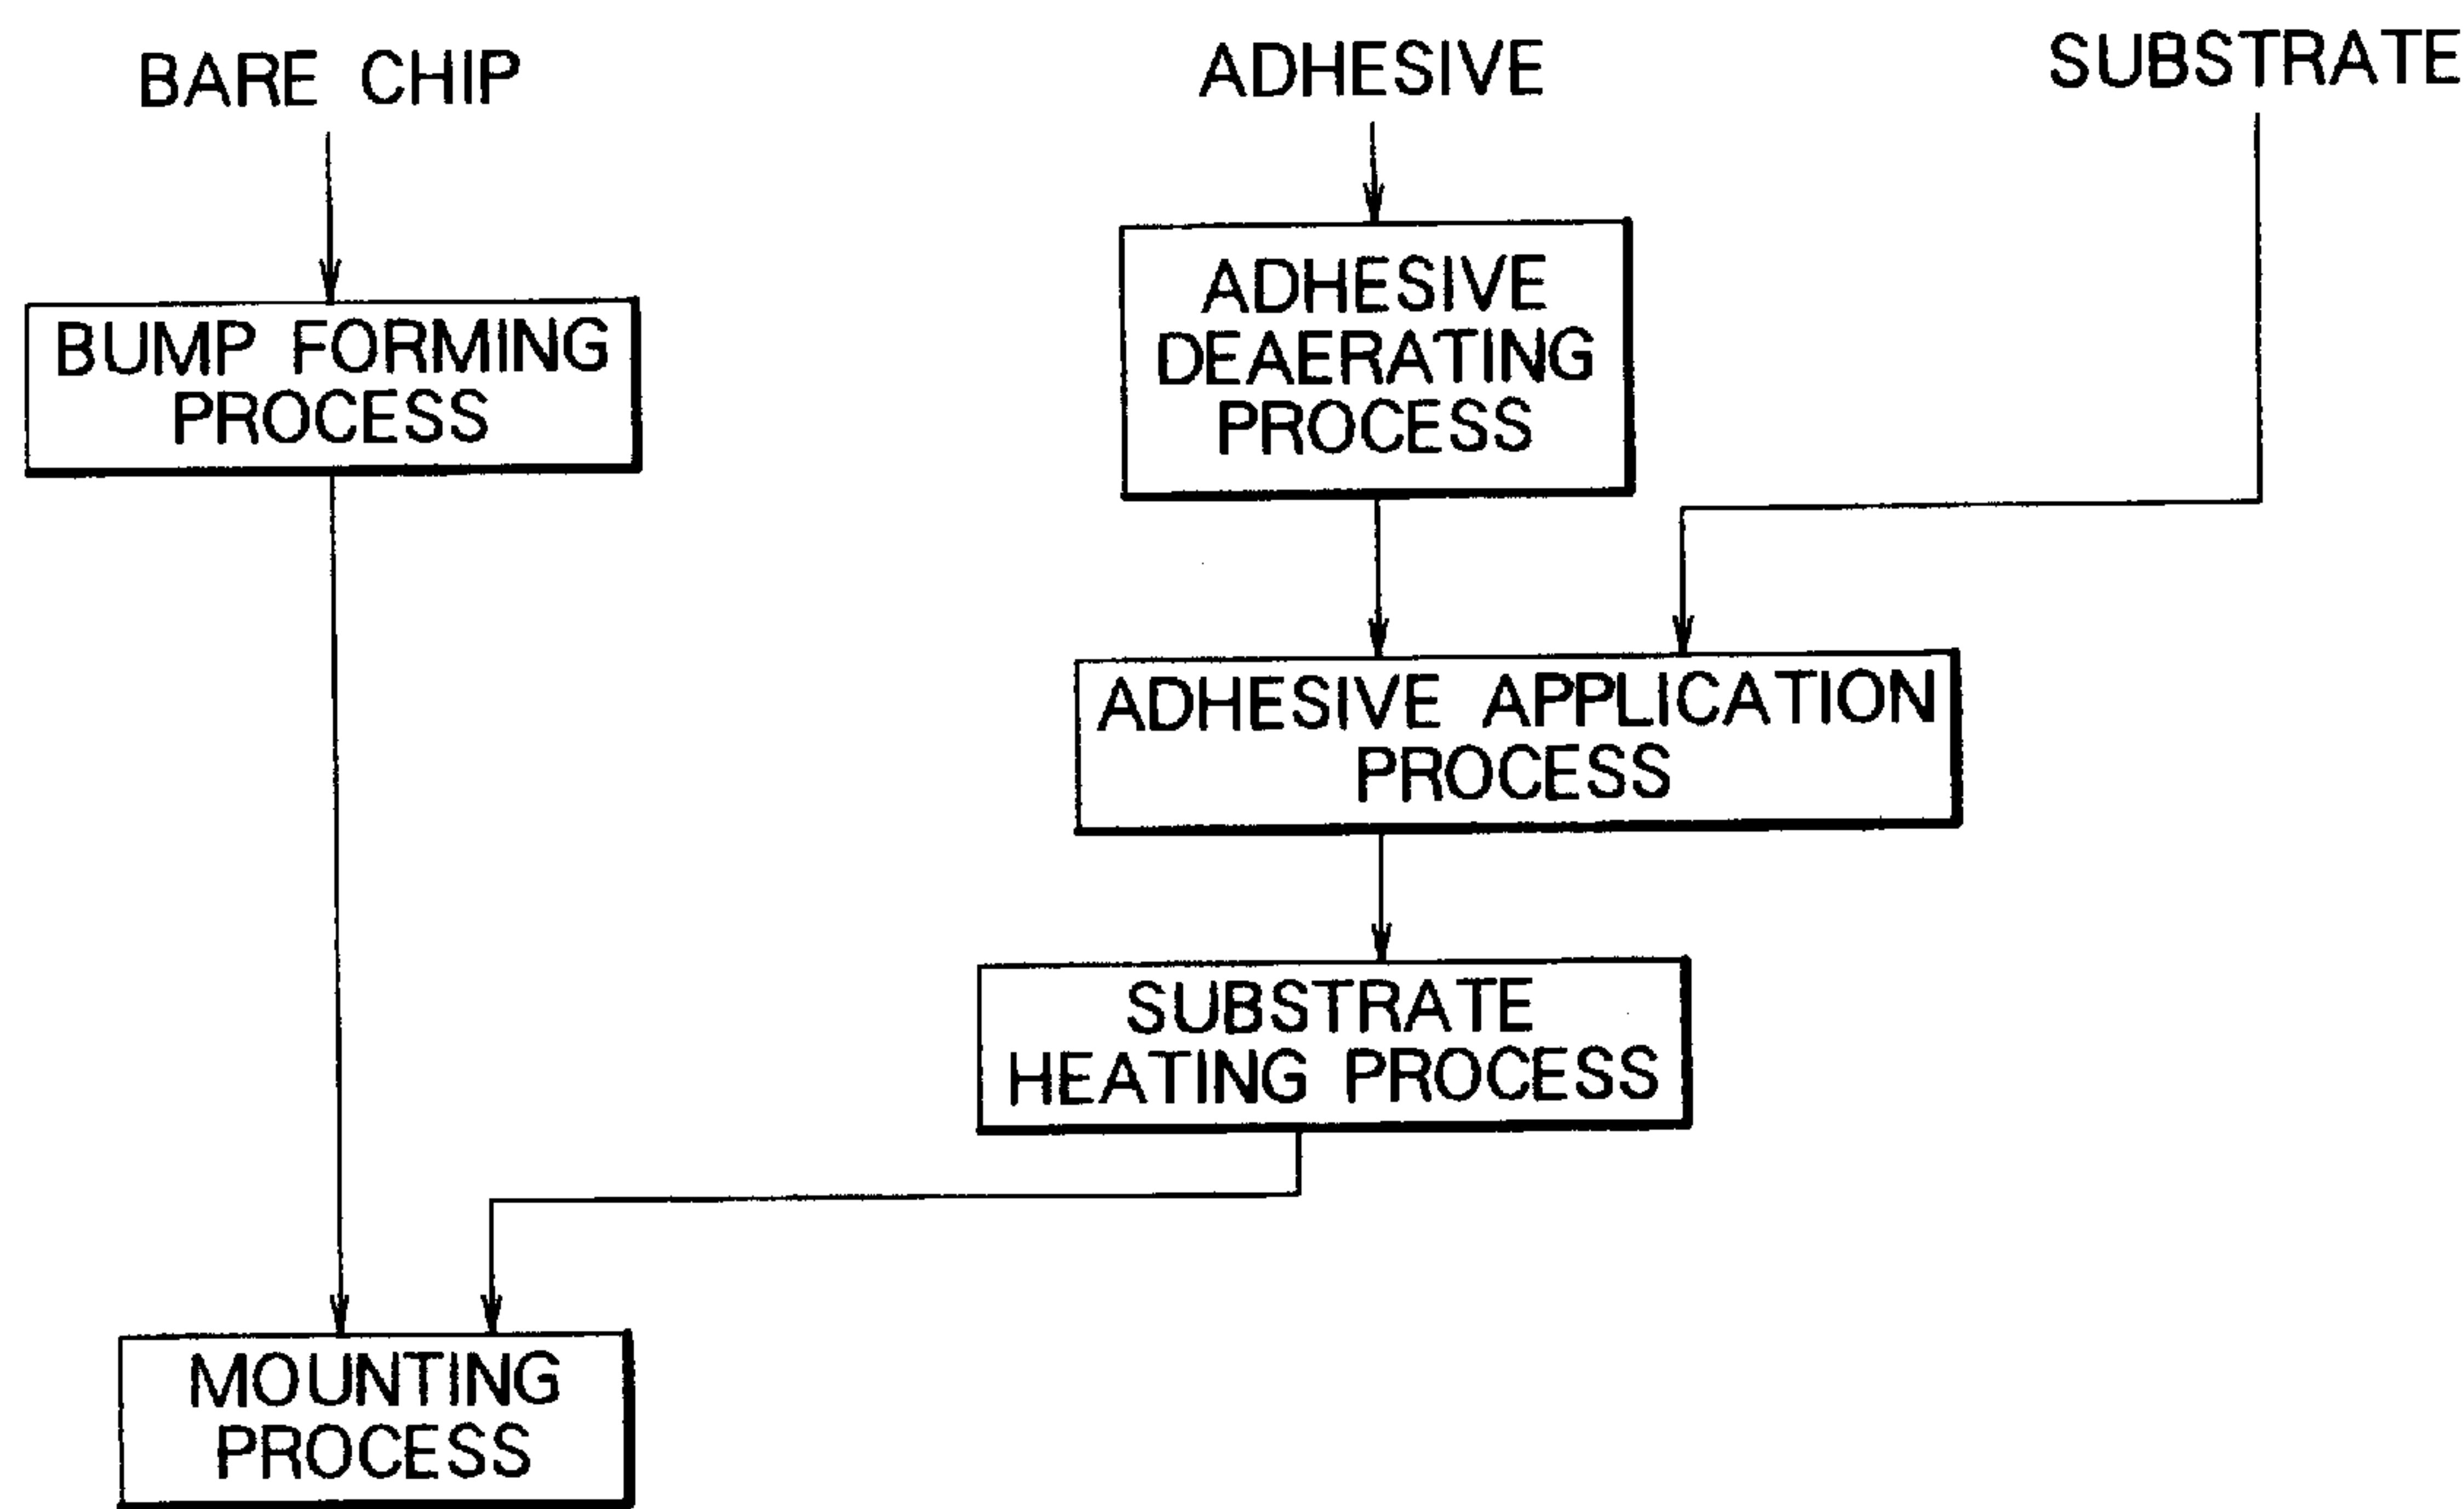 BARE CHIP
ADHESIVE
SUBSTRATE
BUMP FORMING
PROCESS
ADHESIVE
DEAERATING
PROCESS
ADHESIVE APPLICATION
PROCESS
SUBSTRATE
HEATING PROCESS
MOUNTING
PROCESS